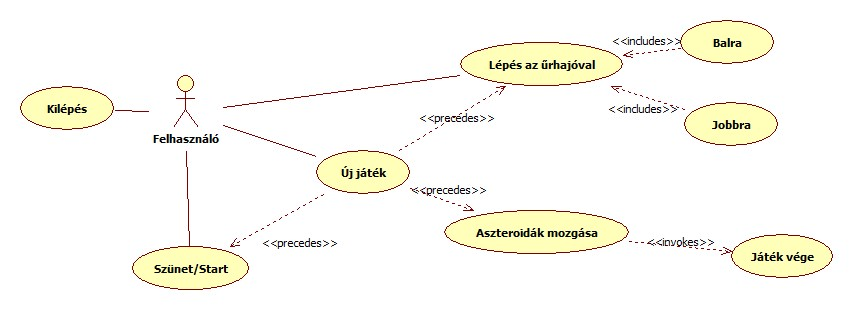 <<includes>>
Balra
Lépés az űrhajóval
Kilépés
<<includes>>
Jobbra
<<precedes>>
Felhasználó
Új játék
<<precedes>>
Aszteroidák mozgása
<<precedes>>
<<invokes>>
Játék vége
Szünet/Start